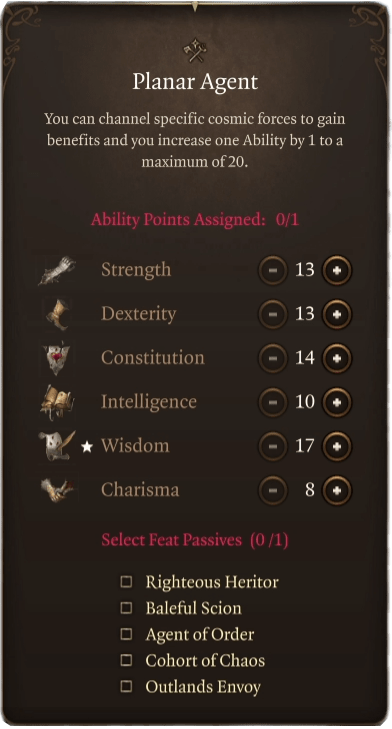 Planar Agent
You can channel specific cosmic forces to gain
benefits and you increase one Ability by 1 to a
maximum of 20.
Ability Points Assigned: 0/1
Strength - 13 +
Dexterity - 13 +
Constitution - 14 +
Intelligence - 10 +
Wisdom - 17 +
Charisma - 8 +
Select Feat Passives (0 /1)
Righteous Heritor
Baleful Scion
Agent of Order
Cohort of Chaos
Outlands Envoy